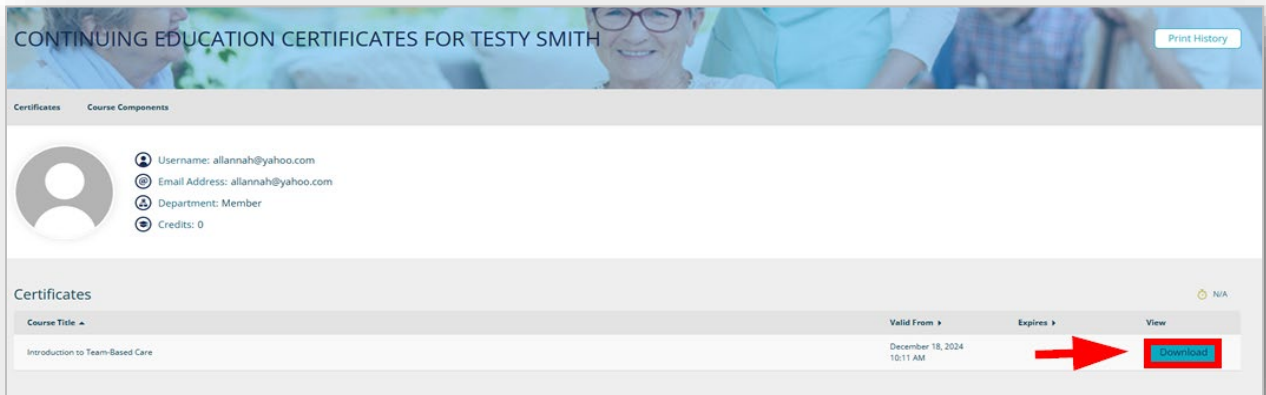 CONTINUING EDUCATION CERTIFICATES FOR TESTY SMITH
Print History
Certificates Course Components
Username: allannah@yahoo.com
Email Address: allannah@yahoo.com
Department: Member
Credits: 0
Certificates
N/A
Course Title Valid From Expires View
Introduction to Team-Based Care December 18, 2024
10:11 AM Download